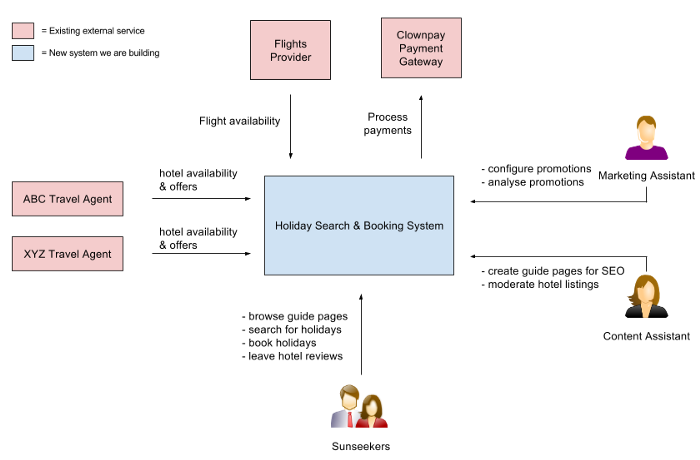 = Existing external service
= New system we are building
Flights
Provider
Clownpay
Payment
Gateway
Flight availability
Process
payments
hotel availability
& offers
ABC Travel Agent
hotel availability
& offers
XYZ Travel Agent
Holiday Search & Booking System
- configure promotions
- analyse promotions
Marketing Assistant
- create guide pages for SEO
- moderate hotel listings
Content Assistant
- browse guide pages
- search for holidays
- book holidays
- leave hotel reviews
Sunseekers